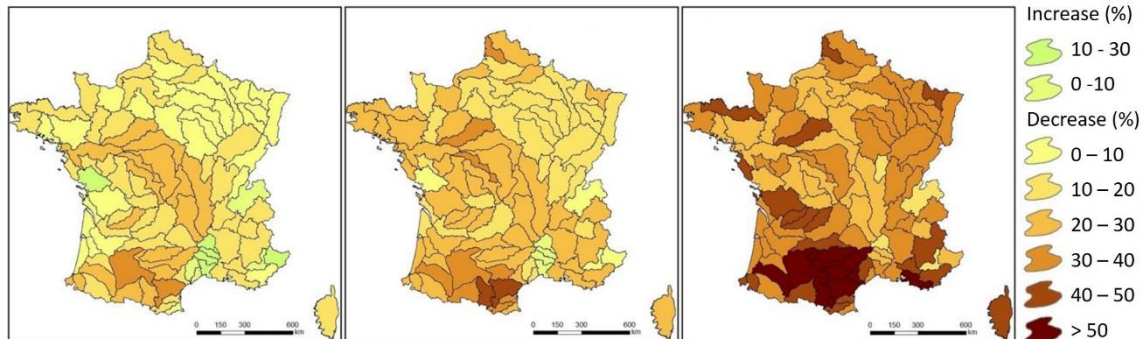 Increase (%)
10 - 30
0 -10
Decrease (%)
0 – 10
10 – 20
20 – 30
30 – 40
40 – 50
> 50
0 150 300 600
km
0 150 300 600
km
0 150 300 600
km